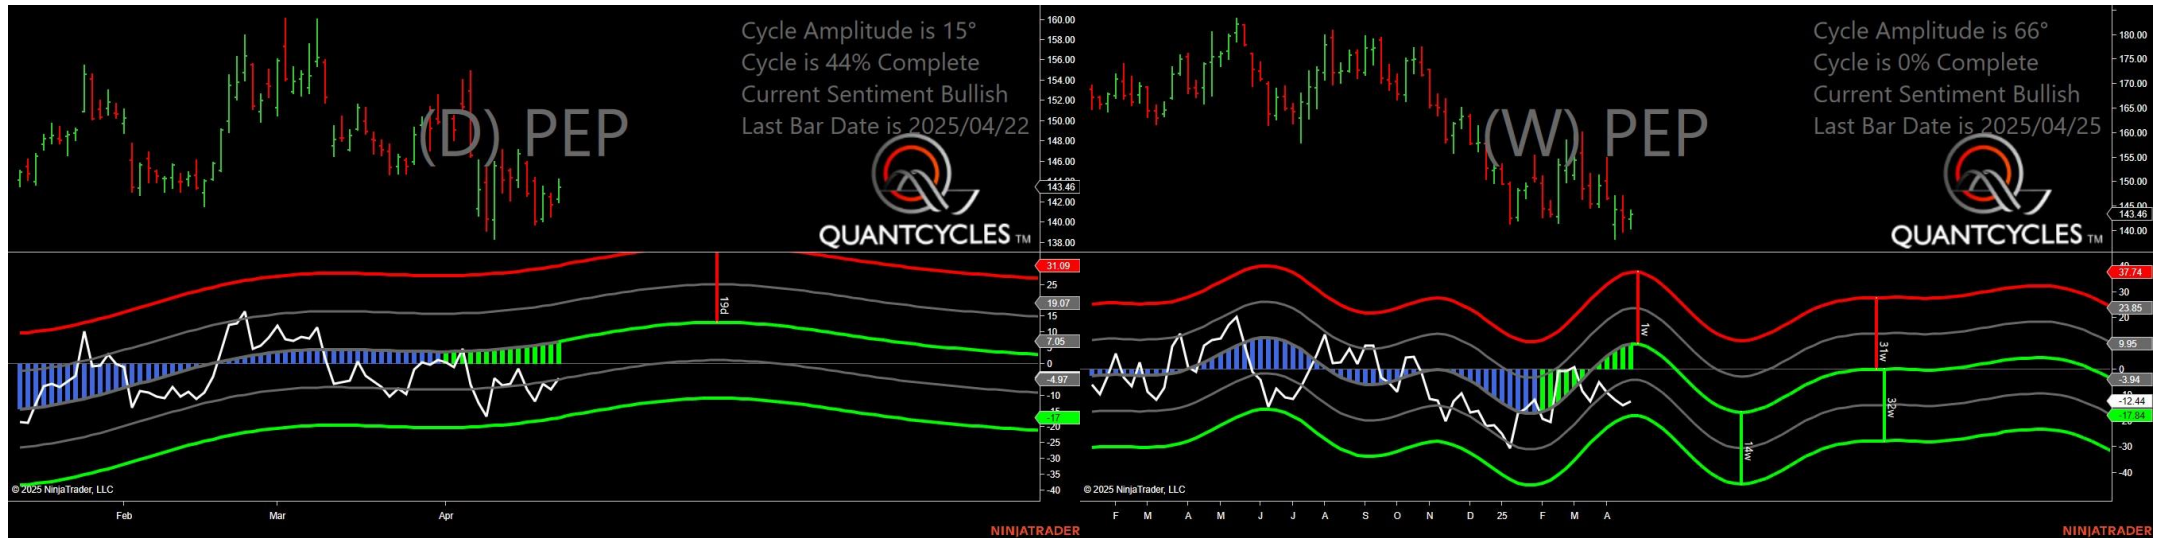 Cycle Amplitude is 15°
Cycle is 44% Complete
Current Sentiment Bullish
Last Bar Date is 2025/04/22
(D) PEP
QUANTCYCLES TM
160.00
158.00
156.00
154.00
152.00
150.00
148.00
146.00
143.46
142.00
140.00
138.00
31.09
25
19.07
15
10
7.05
0
-4.97
-10
-17
-20
-25
-30
-35
-40
19d
© 2025 NinjaTrader, LLC
Feb Mar Apr
NINJATRADER
Cycle Amplitude is 66°
Cycle is 0% Complete
Current Sentiment Bullish
Last Bar Date is 2025/04/25
(W) PEP
QUANTCYCLES TM
180.00
175.00
170.00
165.00
160.00
155.00
150.00
145.00
143.46
140.00
40
37.74
30
23.85
20
9.95
0
-3.94
-12.44
-17.84
-30
-40
1w
14w
31w
32w
© 2025 NinjaTrader, LLC
F M A M J J A S O N D 25 F M A
NINJATRADER